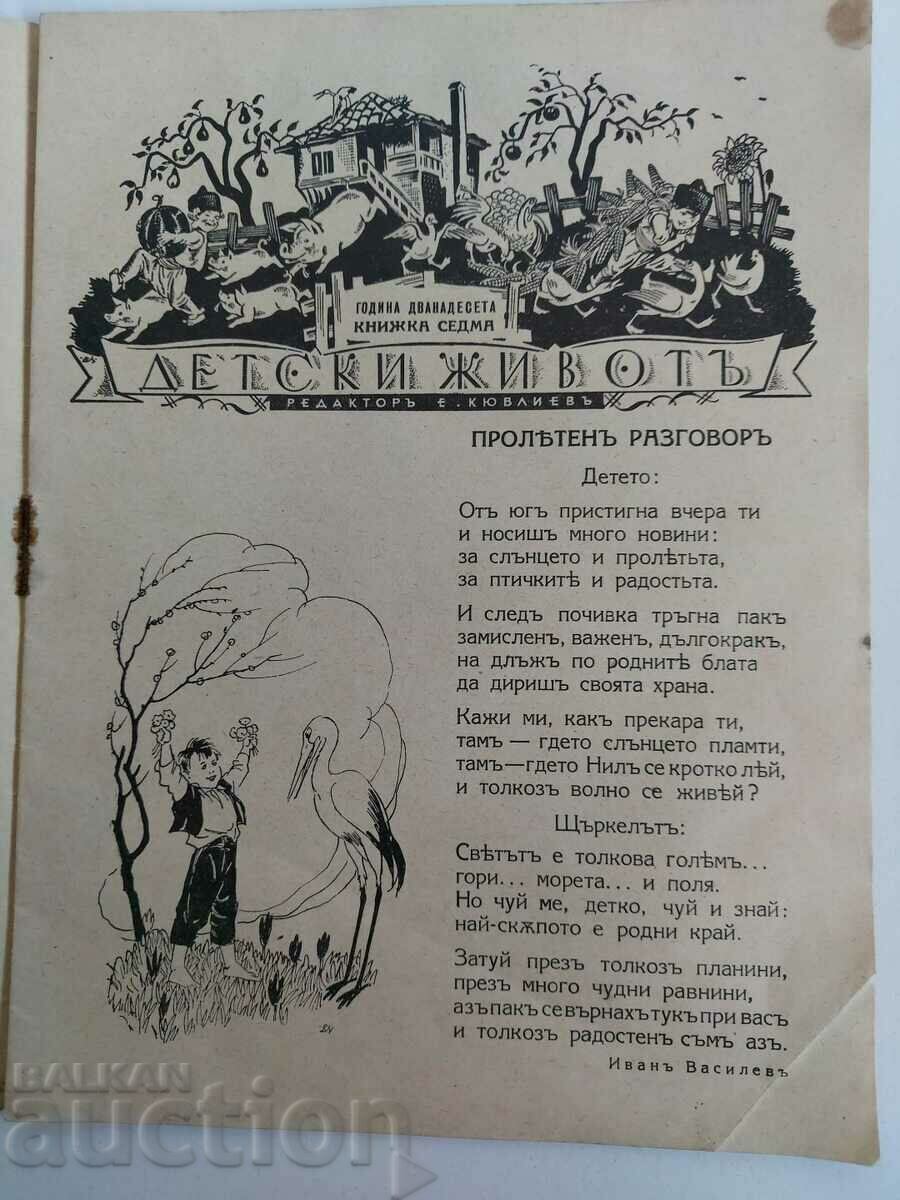 ГОДИНА ДВАНАДЕСЕТА
КНИЖКА СЕДМА
ДЕТСКИ ЖИВОТЪ
РЕДАКТОРЪ Е. КЮВЛИЕВЪ
ПРОЛѢТЕНЪ РАЗГОВОРЪ
Детето:
Отъ югъ пристигна вчера ти
и носишъ много новини:
за слънцето и пролѣтьта,
за птичкитѣ и радостьта.
И следъ почивка тръгна пакъ
замисленъ, важенъ, дългокракъ,
на длъжъ по роднитѣ блата
да диришъ своята храна.
Кажи ми, какъ прекара ти,
тамъ — гдето слънцето пламти,
тамъ—гдето Нилъ се кротко лѣй,
и толкозъ волно се живѣй?
Щъркелътъ:
Свѣтътъ е толкова голѣмъ...
гори... морета... и поля.
Но чуй ме, детко, чуй и знай:
най-скѫпото е родни край.
Затуй презъ толкозъ планини,
презъ много чудни равнини,
азъ пакъ се върнахъ тукъ при васъ
и толкозъ радостенъ съмъ азъ.
Иванъ Василевъ
BALKAN
auction